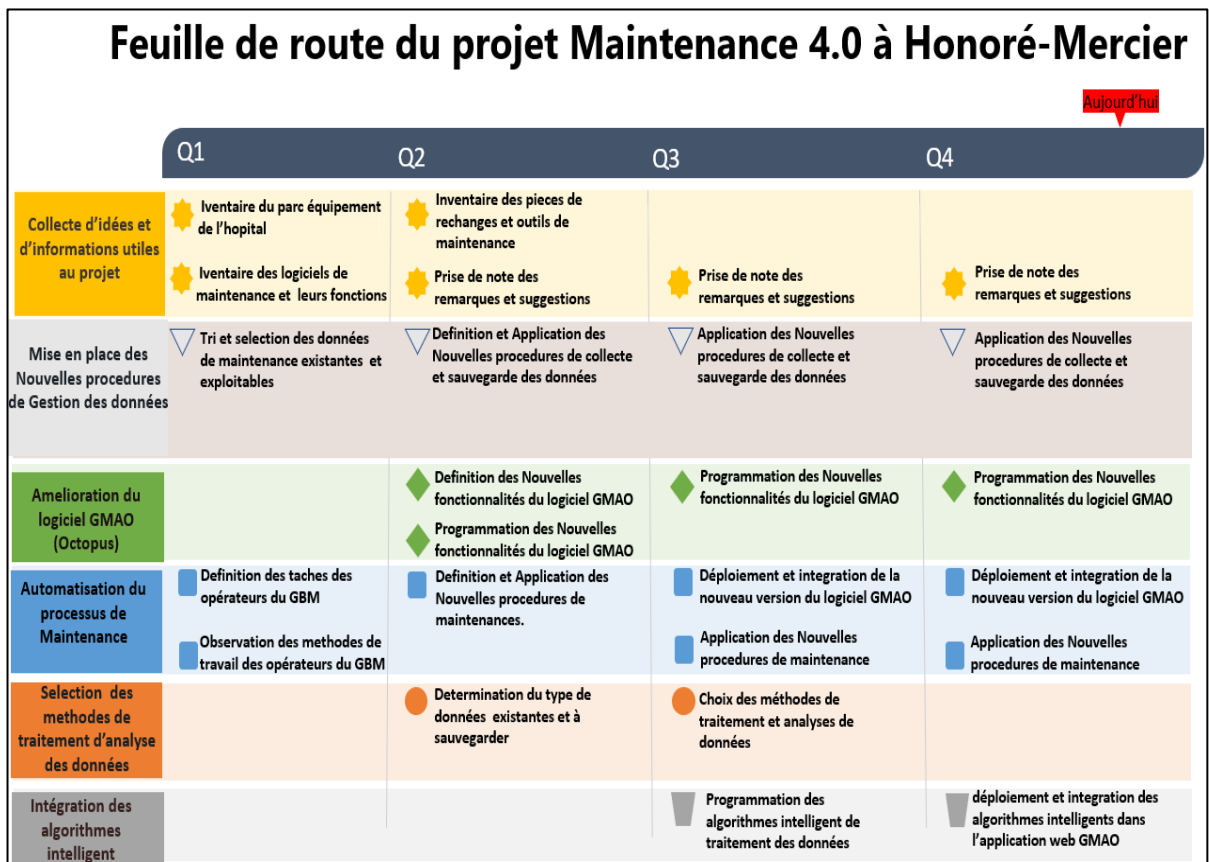 Feuille de route du projet Maintenance 4.0 à Honoré-Mercier
Aujourd'hui
Q1
Q2
Q3
Q4
Collecte d'idées et
d'informations utiles
au projet
Iventaire du parc équipement
de l'hopital
Iventaire des logiciels de
maintenance et leurs fonctions
Inventaire des pieces de
rechanges et outils de
maintenance
Prise de note des
remarques et suggestions
Prise de note des
remarques et suggestions
Prise de note des
remarques et suggestions
Mise en place des
Nouvelles procedures
de Gestion des données
Tri et selection des données
de maintenance existantes et
exploitables
Definition et Application des
Nouvelles procedures de collecte
et sauvegarde des données
Application des Nouvelles
procedures de collecte et
sauvegarde des données
Application des Nouvelles
procedures de collecte et
sauvegarde des données
Amelioration du
logiciel GMAO
(Octopus)
Definition des Nouvelles
fonctionnalités du logiciel GMAO
Programmation des Nouvelles
fonctionnalités du logiciel GMAO
Programmation des Nouvelles
fonctionnalités du logiciel GMAO
Programmation des Nouvelles
fonctionnalités du logiciel GMAO
Automatisation du
processus de
Maintenance
Definition des taches des
opérateurs du GBM
Observation des methodes de
travail des opérateurs du GBM
Definition et Application des
Nouvelles procedures de
maintenances.
Déploiement et integration de la
nouveau version du logiciel GMAO
Application des Nouvelles
procedures de maintenance
Déploiement et integration de la
nouveau version du logiciel GMAO
Application des Nouvelles
procedures de maintenance
Selection des
methodes de
traitement d'analyse
des données
Determination du type de
données existantes et à
sauvegarder
Choix des méthodes de
traitement et analyses de
données
Intégration des
algorithmes
intelligent
Programmation des
algorithmes intelligent de
traitement des données
déploiement et integration des
algorithmes intelligents dans
l'application web GMAO